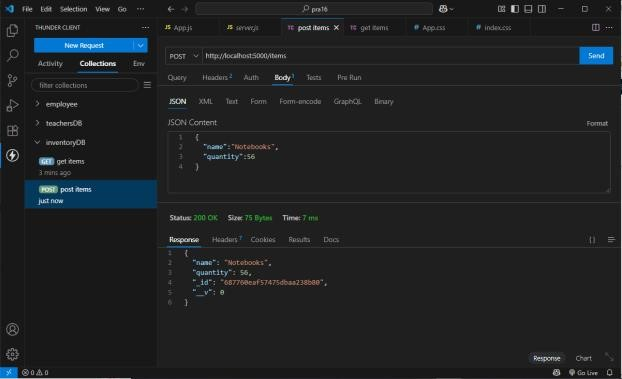 File Edit Selection View Go ··· pra16
THUNDER CLIENT ···
JS App.js JS server.js TC post items TC get items # App.css # index.css ···
New Request
Activity Collections Env
filter collections
employee
teachersDB
inventoryDB
GET get items
3 mins ago
POST post items
just now
POST http://localhost:5000/items Send
Query Headers 2 Auth Body 1 Tests Pre Run
JSON XML Text Form Form-encode GraphQL Binary
JSON Content Format
1 {
2 "name":"Notebooks",
3 "quantity":56
4 }
Status: 200 OK Size: 75 Bytes Time: 7 ms
Response Headers 7 Cookies Results Docs {}
1 {
2 "name": "Notebooks",
3 "quantity": 56,
4 "_id": "687760eaf57475dbaa238b80",
5 "__v": 0
6 }
Response Chart
0 0 Go Live